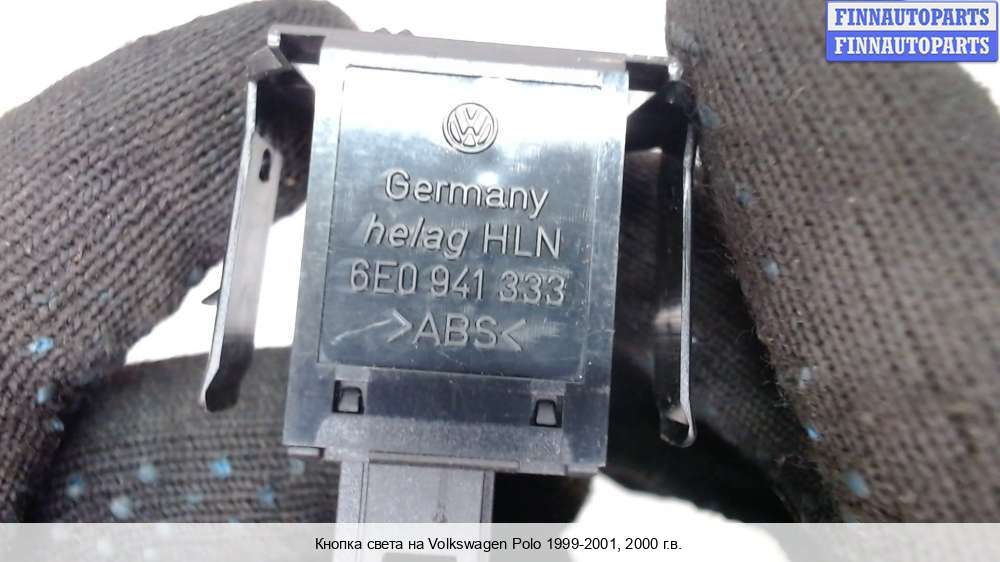 FINNAUTOPARTS
FINNAUTOPARTS
Germany
helag HLN
6E0 941 333
>ABS<
Кнопка света на Volkswagen Polo 1999-2001, 2000 г.в.